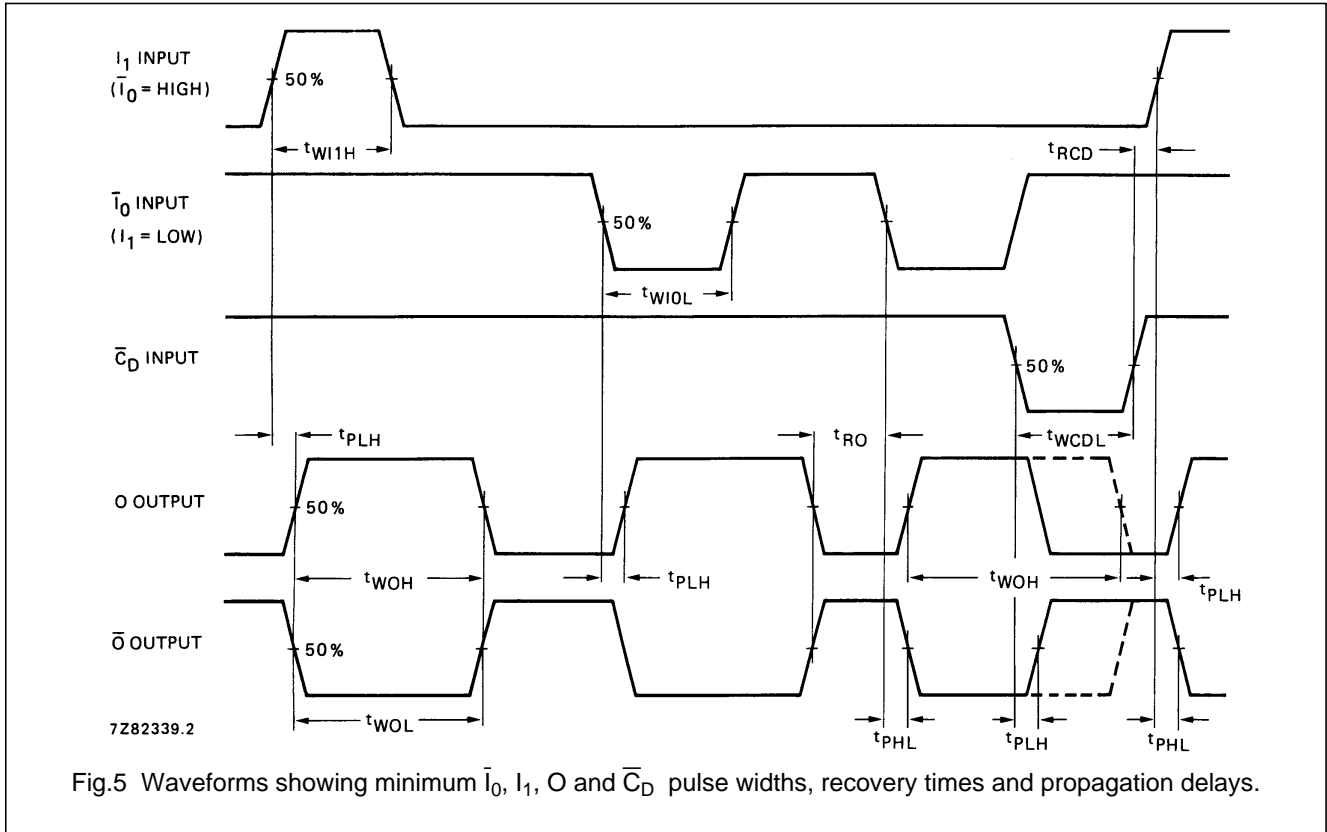 I₁ INPUT
(Ī₀ = HIGH)
50%
tWI1H
tRCD
Ī₀ INPUT
(I₁ = LOW)
50%
tWI0L
C̄D INPUT
50%
tWCDL
tPLH
tRO
O OUTPUT
50%
tWOH
tPLH
tWOH
tPLH
Ō OUTPUT
50%
tWOL
tPHL
tPLH
tPHL
7Z82339.2
Fig.5 Waveforms showing minimum Ī₀, I₁, O and C̄D pulse widths, recovery times and propagation delays.